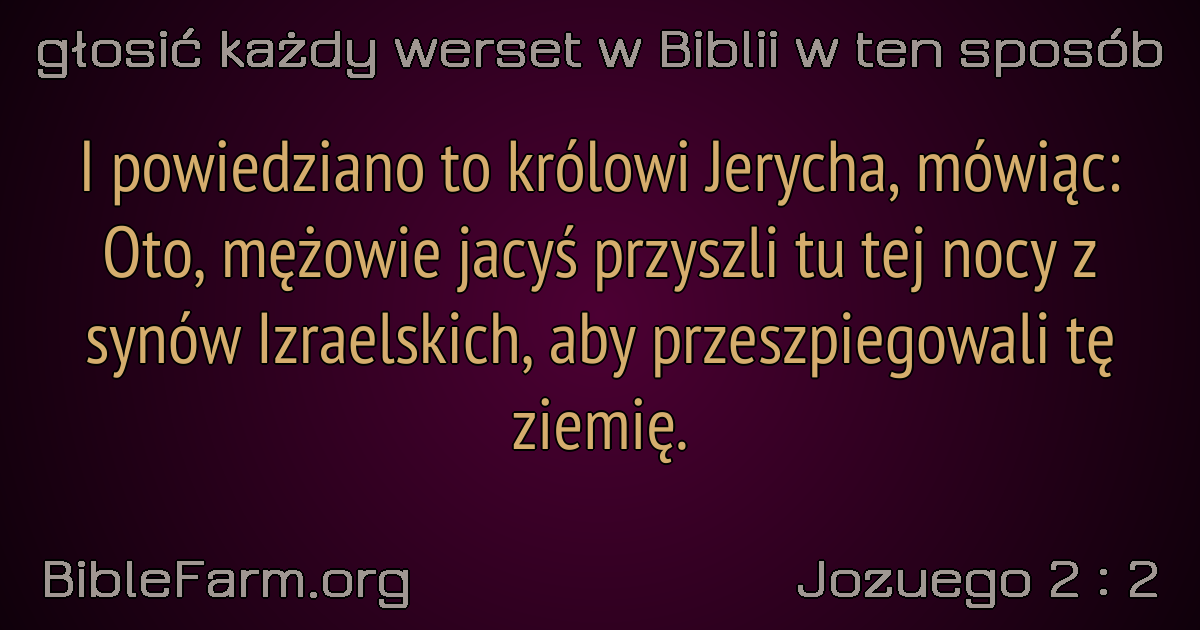 głosić każdy werset w Biblii w ten sposób
I powiedziano to królowi Jerycha, mówiąc:
Oto, mężowie jacyś przyszli tu tej nocy z
synów Izraelskich, aby przeszpiegowali tę
ziemię.
BibleFarm.org
Jozuego 2 : 2